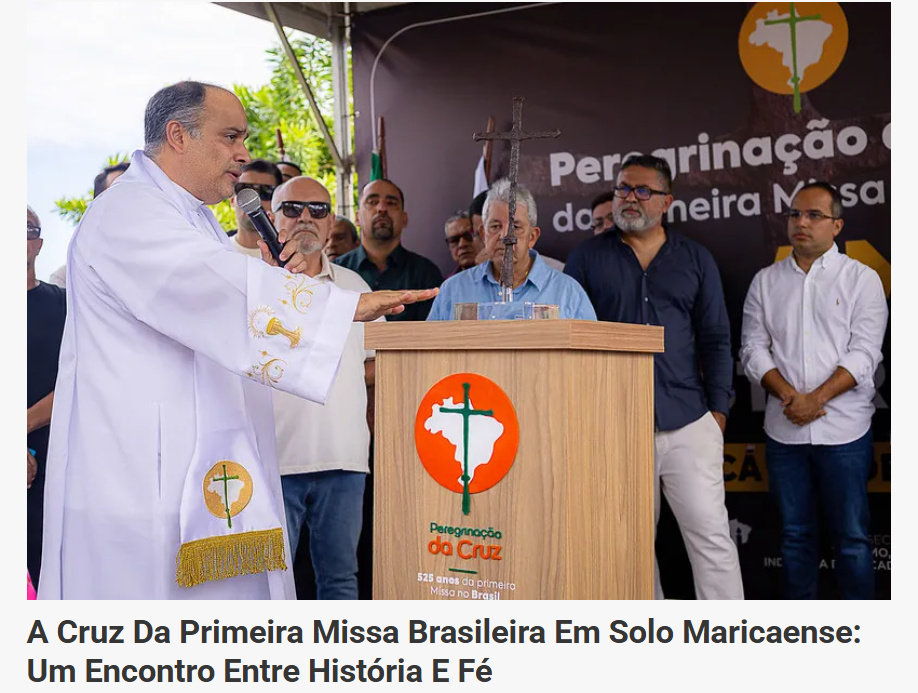 Peregrinação
da Primeira Missa
Peregrinação
da Cruz
525 anos da primeira
Missa no Brasil
A Cruz Da Primeira Missa Brasileira Em Solo Maricaense:
Um Encontro Entre História E Fé